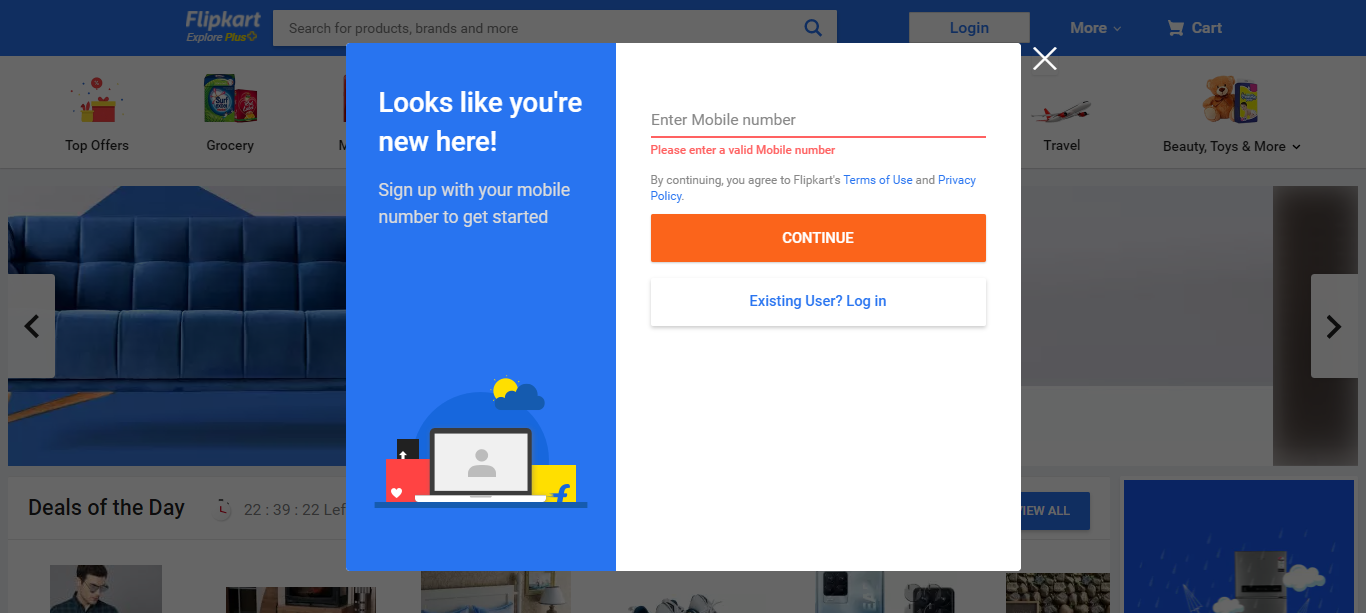 Flipkart
Explore Plus
Search for products, brands and more
Login
More
Cart
Top Offers
Grocery
M
Travel
Beauty, Toys & More
Looks like you're
new here!
Sign up with your mobile
number to get started
Enter Mobile number
Please enter a valid Mobile number
By continuing, you agree to Flipkart's Terms of Use and Privacy
Policy.
CONTINUE
Existing User? Log in
Deals of the Day
22 : 39 : 22 Lef
VIEW ALL